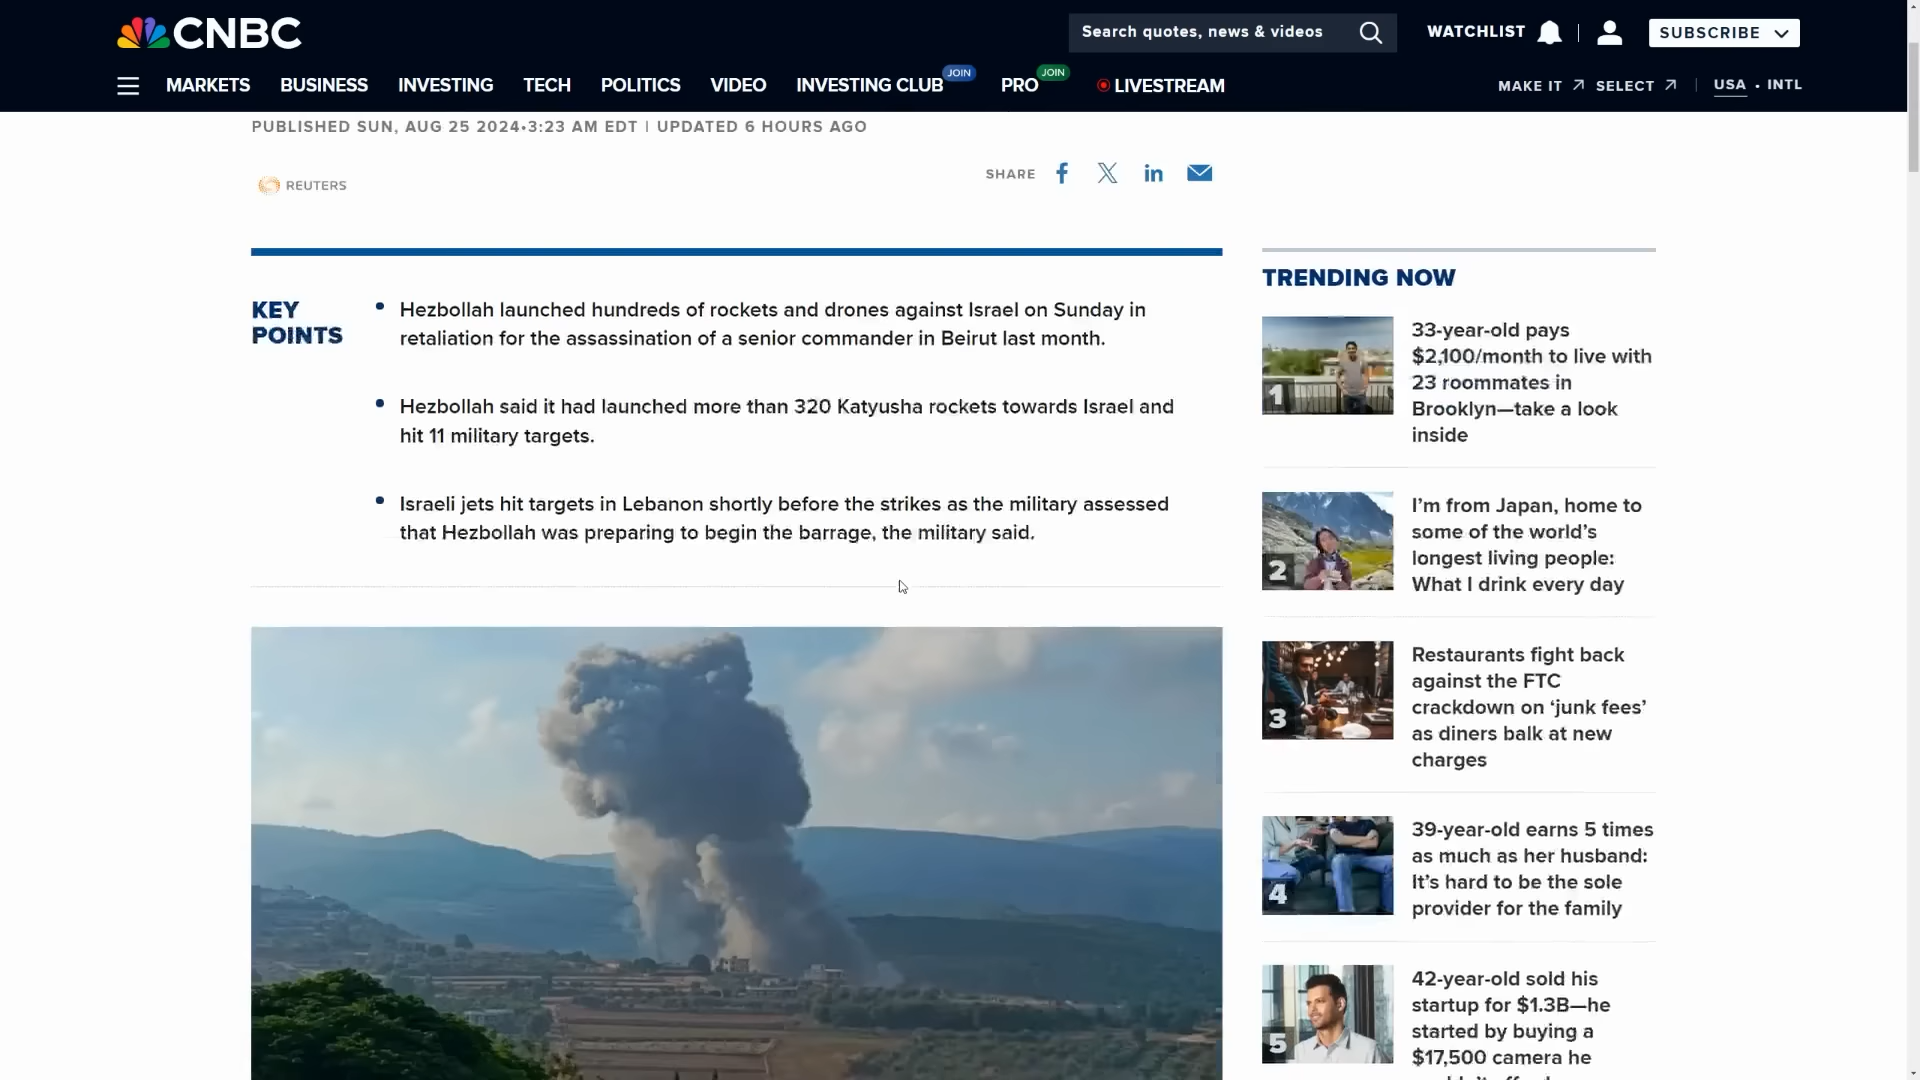 CNBC
Search quotes, news & videos
WATCHLIST
SUBSCRIBE
MARKETS
BUSINESS
INVESTING
TECH
POLITICS
VIDEO
INVESTING CLUB
JOIN
PRO
JOIN
LIVESTREAM
MAKE IT
SELECT
USA • INTL
PUBLISHED SUN, AUG 25 2024•3:23 AM EDT | UPDATED 6 HOURS AGO
REUTERS
SHARE
KEY
POINTS
Hezbollah launched hundreds of rockets and drones against Israel on Sunday in
retaliation for the assassination of a senior commander in Beirut last month.
Hezbollah said it had launched more than 320 Katyusha rockets towards Israel and
hit 11 military targets.
Israeli jets hit targets in Lebanon shortly before the strikes as the military assessed
that Hezbollah was preparing to begin the barrage, the military said.
TRENDING NOW
1
33-year-old pays
$2,100/month to live with
23 roommates in
Brooklyn—take a look
inside
2
I’m from Japan, home to
some of the world’s
longest living people:
What I drink every day
3
Restaurants fight back
against the FTC
crackdown on ‘junk fees’
as diners balk at new
charges
4
39-year-old earns 5 times
as much as her husband:
It’s hard to be the sole
provider for the family
5
42-year-old sold his
startup for $1.3B—he
started by buying a
$17,500 camera he